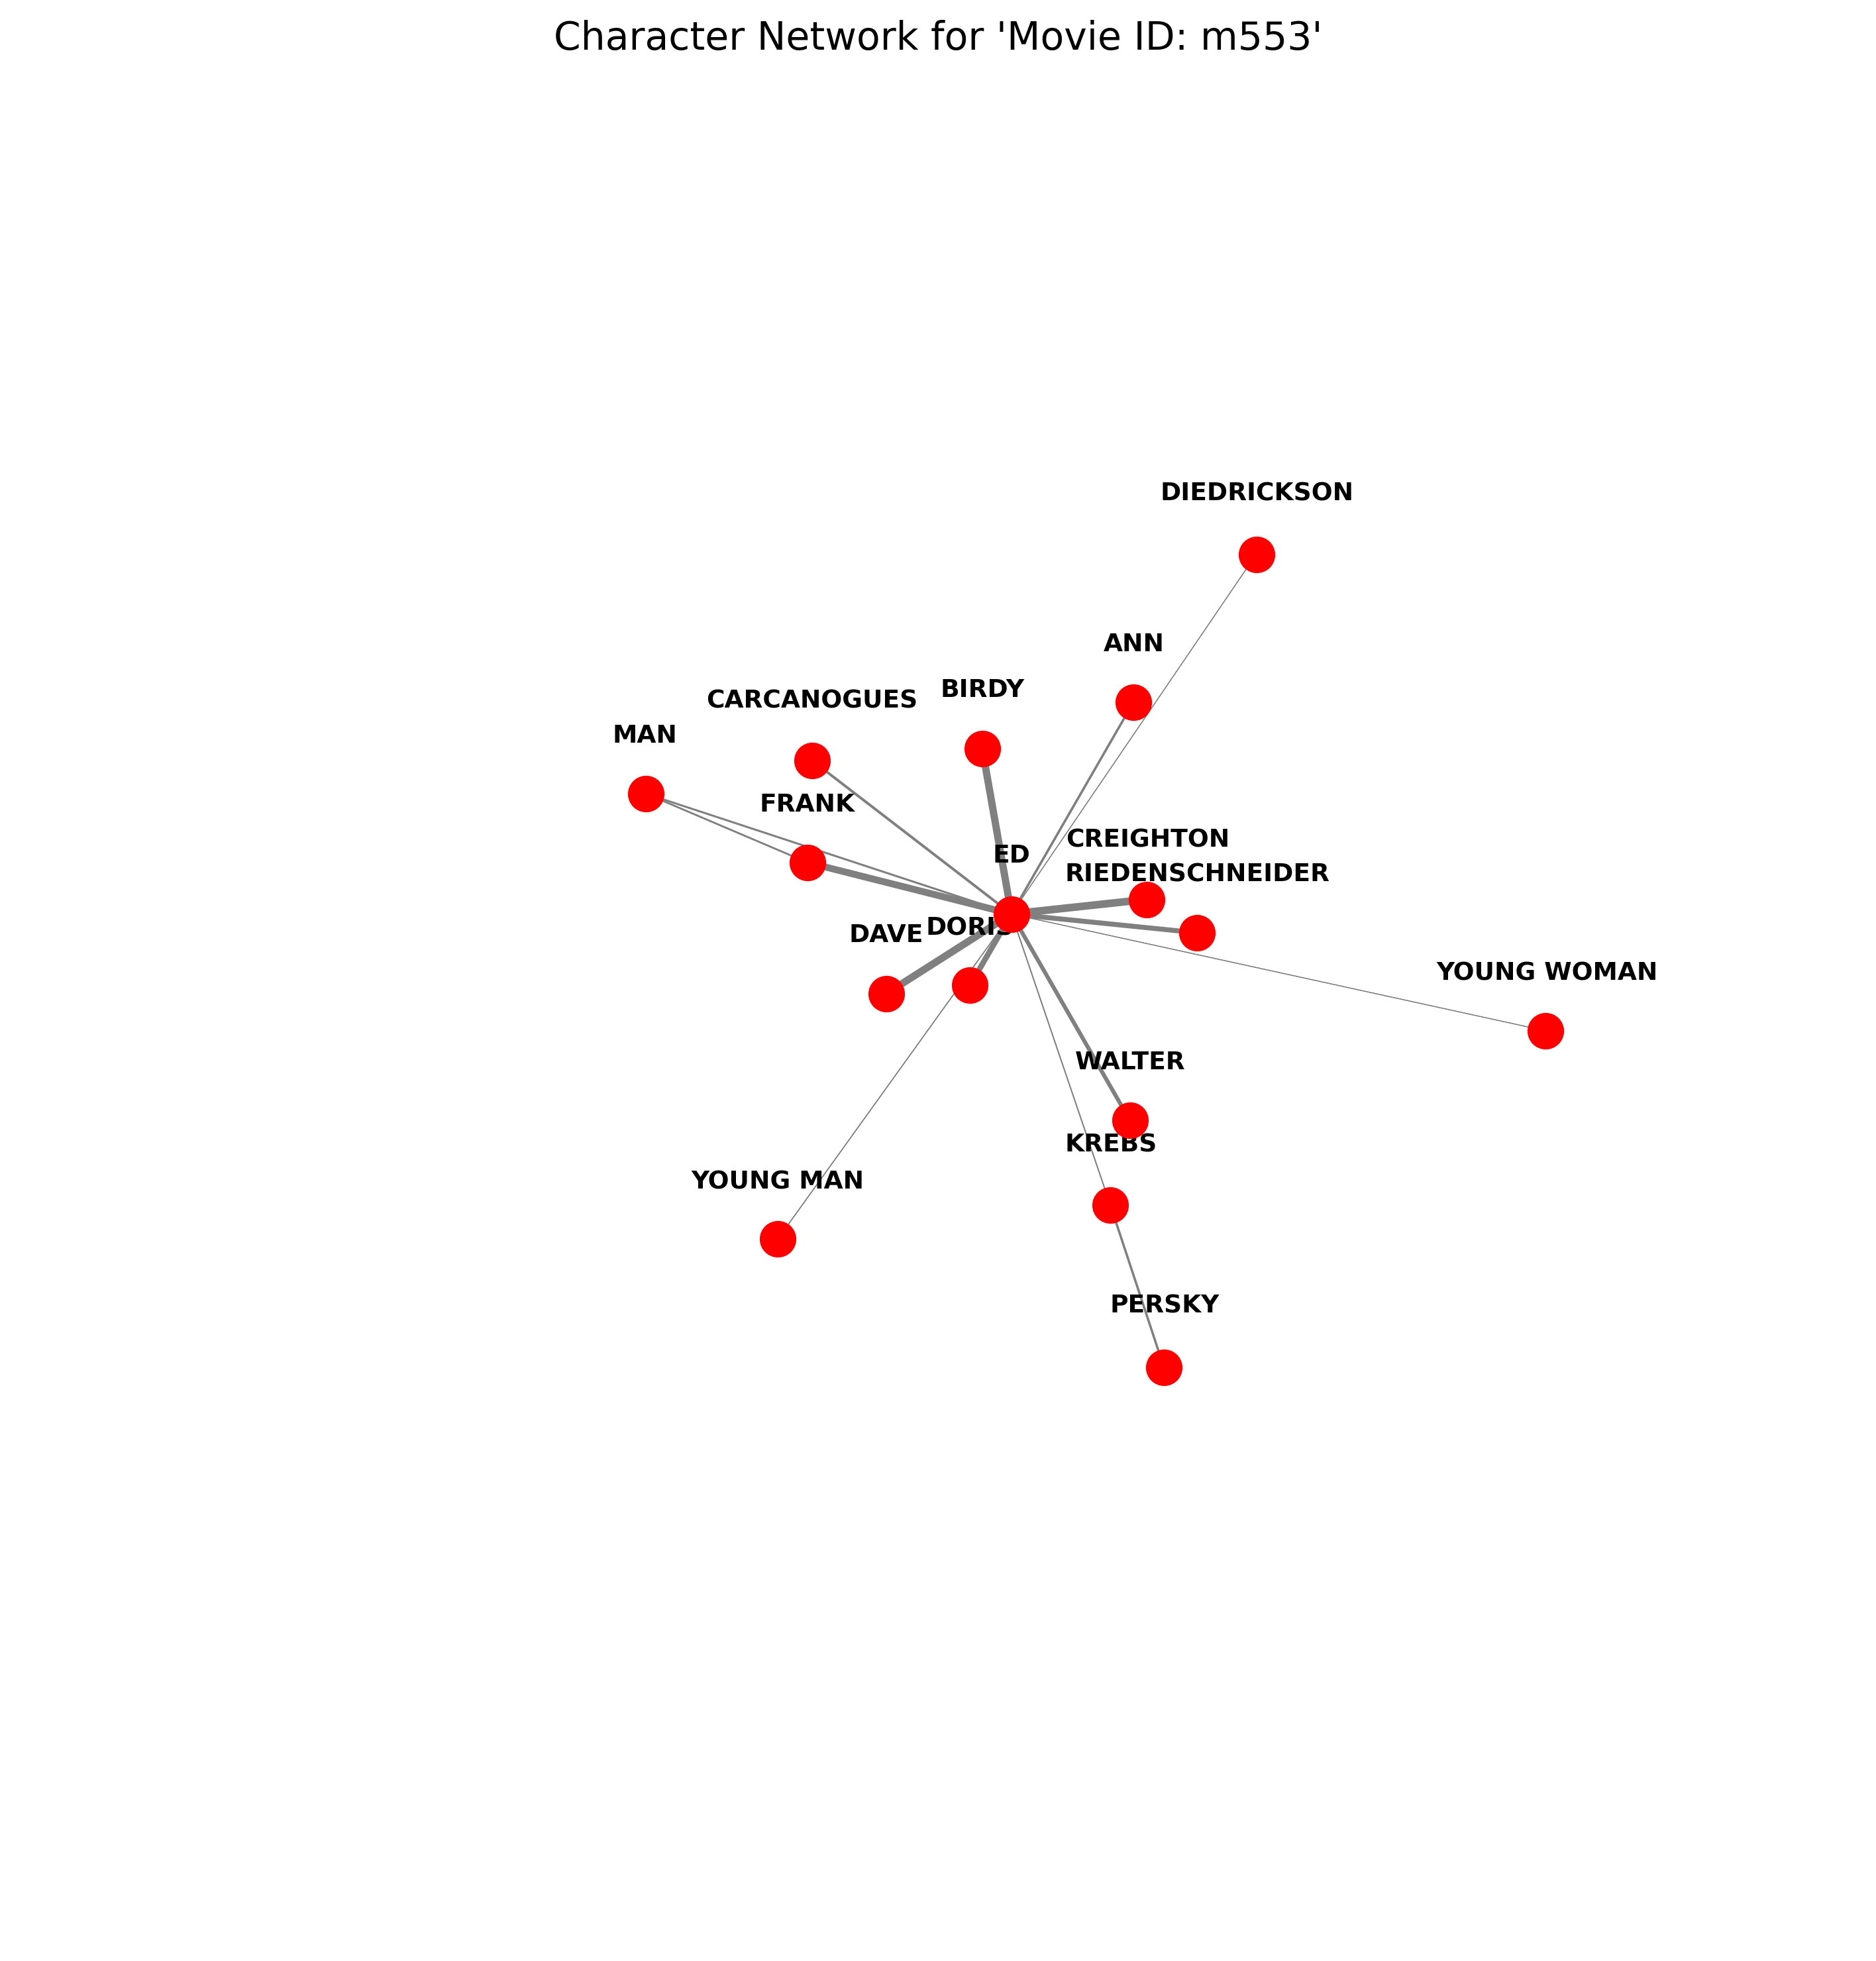 Character Network for 'Movie ID: m553'
DIEDRICKSON
ANN
BIRDY
CARCANOGUES
MAN
FRANK
CREIGHTON
ED
RIEDENSCHNEIDER
DORIS
DAVE
YOUNG WOMAN
WALTER
KREBS
YOUNG MAN
PERSKY